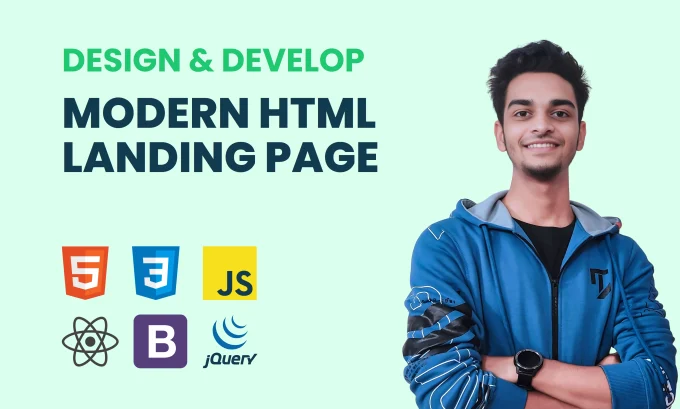 DESIGN & DEVELOP
MODERN HTML
LANDING PAGE
5
3
JS
B
jQuery